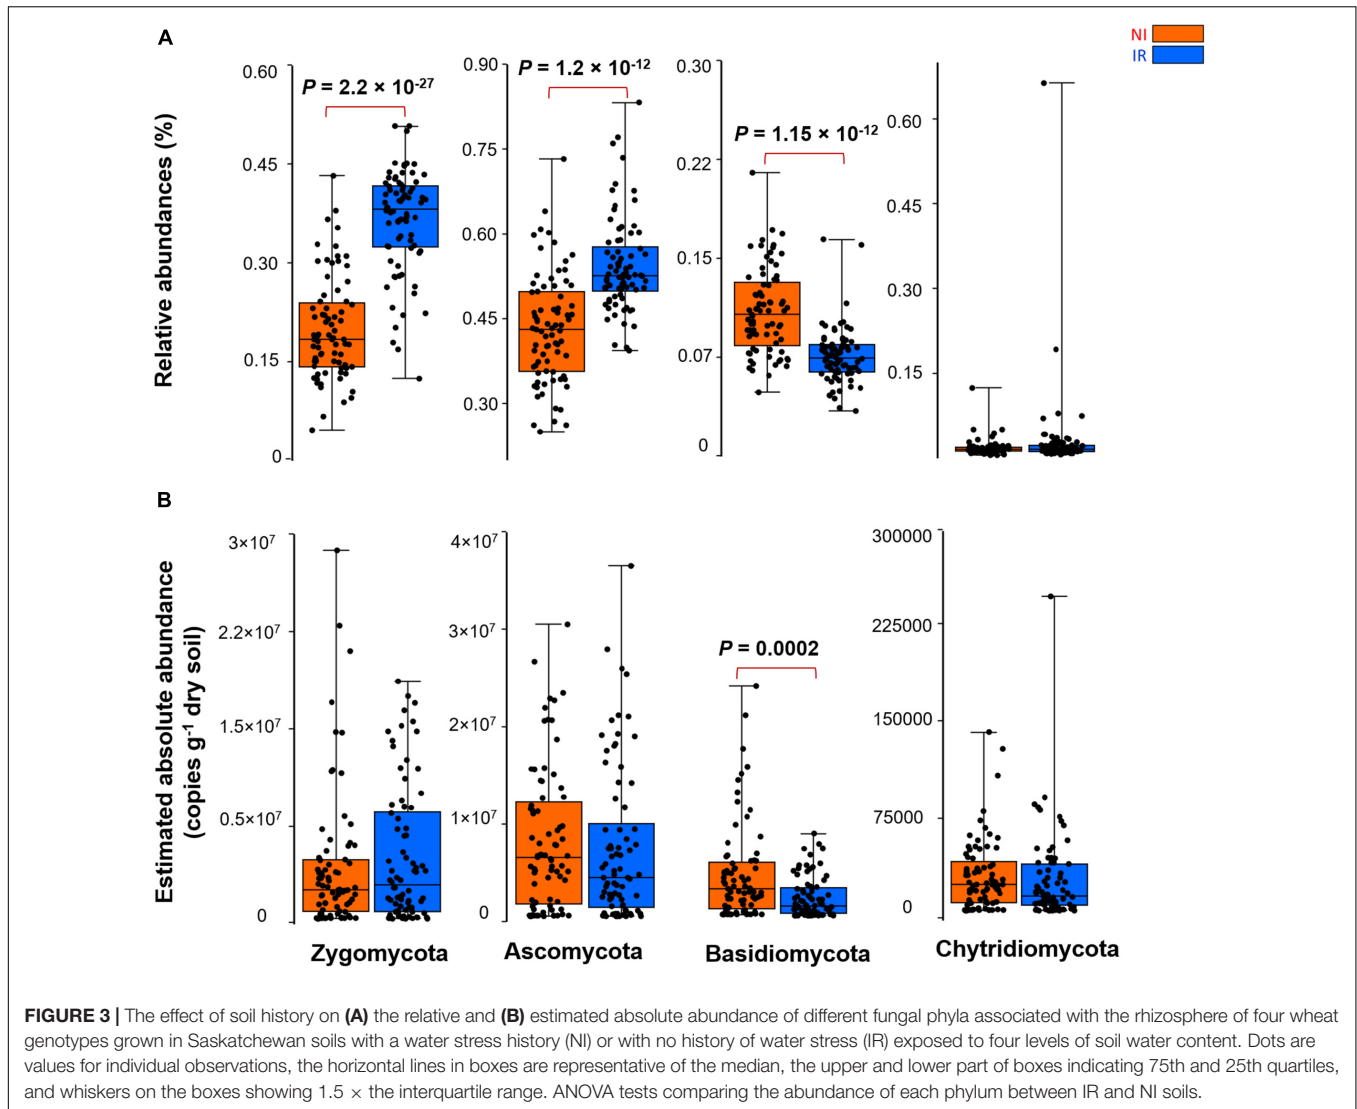 A
NI
IR
Relative abundances (%)
0.60
0.45
0.30
0.15
0
P = 2.2 × 10-27
0.90
0.75
0.60
0.45
0.30
P = 1.2 × 10-12
0.30
0.22
0.15
0.07
0
P = 1.15 × 10-12
0.60
0.45
0.30
0.15
B
Estimated absolute abundance
(copies g-1 dry soil)
3×10⁷
2.2×10⁷
1.5×10⁷
0.5×10⁷
0
4×10⁷
3×10⁷
2×10⁷
1×10⁷
0
P = 0.0002
300000
225000
150000
75000
0
Zygomycota
Ascomycota
Basidiomycota
Chytridiomycota
FIGURE 3 | The effect of soil history on (A) the relative and (B) estimated absolute abundance of different fungal phyla associated with the rhizosphere of four wheat
genotypes grown in Saskatchewan soils with a water stress history (NI) or with no history of water stress (IR) exposed to four levels of soil water content. Dots are
values for individual observations, the horizontal lines in boxes are representative of the median, the upper and lower part of boxes indicating 75th and 25th quartiles,
and whiskers on the boxes showing 1.5 × the interquartile range. ANOVA tests comparing the abundance of each phylum between IR and NI soils.